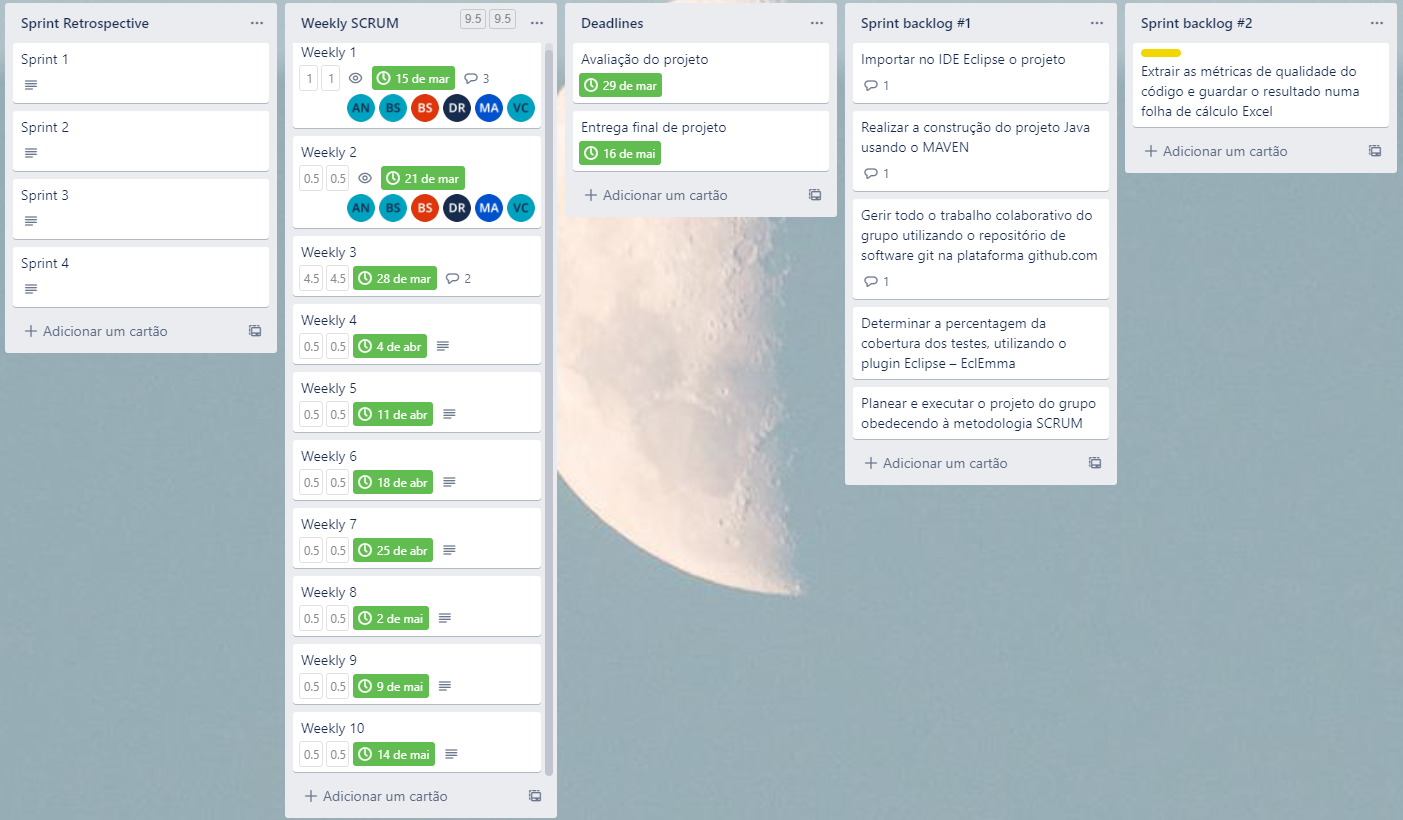 Sprint Retrospective
Sprint 1
Sprint 2
Sprint 3
Sprint 4
Adicionar um cartão
Weekly SCRUM 9.5 9.5
Weekly 1
1 1 15 de mar 3
AN BS BS DR MA VC
Weekly 2
0.5 0.5 21 de mar
AN BS BS DR MA VC
Weekly 3
4.5 4.5 28 de mar 2
Weekly 4
0.5 0.5 4 de abr
Weekly 5
0.5 0.5 11 de abr
Weekly 6
0.5 0.5 18 de abr
Weekly 7
0.5 0.5 25 de abr
Weekly 8
0.5 0.5 2 de mai
Weekly 9
0.5 0.5 9 de mai
Weekly 10
0.5 0.5 14 de mai
Adicionar um cartão
Deadlines
Avaliação do projeto
29 de mar
Entrega final de projeto
16 de mai
Adicionar um cartão
Sprint backlog #1
Importar no IDE Eclipse o projeto
1
Realizar a construção do projeto Java
usando o MAVEN
1
Gerir todo o trabalho colaborativo do
grupo utilizando o repositório de
software git na plataforma github.com
1
Determinar a percentagem da
cobertura dos testes, utilizando o
plugin Eclipse – EclEmma
Planear e executar o projeto do grupo
obedecendo à metodologia SCRUM
Adicionar um cartão
Sprint backlog #2
Extrair as métricas de qualidade do
código e guardar o resultado numa
folha de cálculo Excel
Adicionar um cartão